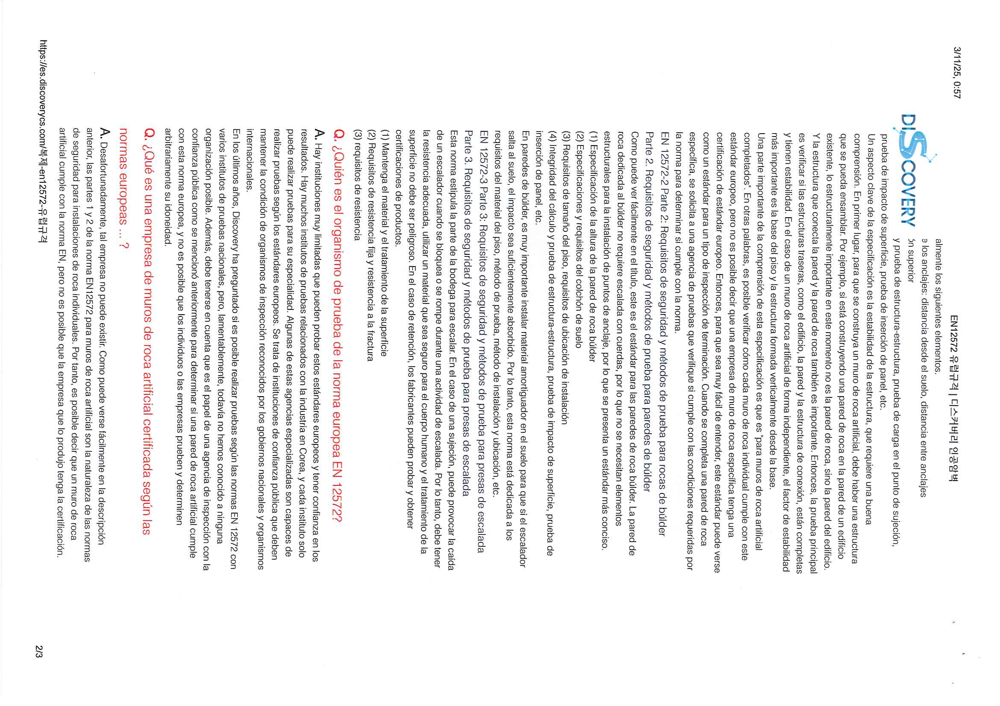 3/11/25, 0:57
EN12572 유럽규격 | 디스커버리 인공암벽
DISCOVERY
almente los siguientes elementos.
e los anclajes: distancia desde el suelo, distancia entre anclajes
ón superior
y prueba de estructura-estructura, prueba de carga en el punto de sujeción,
prueba de impacto de superficie, prueba de inserción de panel, etc.
Un aspecto clave de la especificación es la estabilidad de la estructura, que requiere una buena
comprensión. En primer lugar, para que se construya un muro de roca artificial, debe haber una estructura
que se pueda ensamblar. Por ejemplo, si está construyendo una pared de roca en la pared de un edificio
existente, lo estructuralmente importante en este momento no es la pared de roca, sino la pared del edificio.
Y la estructura que conecta la pared y la pared de roca también es importante. Entonces, la prueba principal
es verificar si las estructuras traseras, como el edificio, la pared y la estructura de conexión, están completas
y tienen estabilidad. En el caso de un muro de roca artificial de forma independiente, el factor de estabilidad
más importante es la base del piso y la estructura formada verticalmente desde la base.
Una parte importante de la comprensión de esta especificación es que es "para muros de roca artificial
completados". En otras palabras, es posible verificar cómo cada muro de roca individual cumple con este
estándar europeo, pero no es posible decir que una empresa de muro de roca específica tenga una
certificación de estándar europeo. Entonces, para que sea muy fácil de entender, este estándar puede verse
como un estándar para un tipo de inspección de terminación. Cuando se completa una pared de roca
específica, se solicita a una agencia de pruebas que verifique si cumple con las condiciones requeridas por
la norma para determinar si cumple con la norma.
EN 12572-2 Parte 2: Requisitos de seguridad y métodos de prueba para rocas de búlder
Parte 2. Requisitos de seguridad y métodos de prueba para paredes de búlder
Como puede ver fácilmente en el título, este es el estándar para las paredes de roca búlder. La pared de
roca dedicada al búlder no requiere escalada con cuerdas, por lo que no se necesitan elementos
estructurales para la instalación de puntos de anclaje, por lo que se presenta un estándar más conciso.
(1) Especificación de la altura de la pared de roca búlder
(2) Especificaciones y requisitos del colchón de suelo
(3) Requisitos de tamaño del piso, requisitos de ubicación de instalación
(4) Integridad del cálculo y prueba de estructura-estructura, prueba de impacto de superficie, prueba de
inserción de panel, etc.
En paredes de búlder, es muy importante instalar material amortiguador en el suelo para que si el escalador
salta al suelo, el impacto sea suficientemente absorbido. Por lo tanto, esta norma está dedicada a los
requisitos del material del piso, método de prueba, método de instalación y ubicación, etc.
EN 12572-3 Parte 3: Requisitos de seguridad y métodos de prueba para presas de escalada
Parte 3. Requisitos de seguridad y métodos de prueba para presas de escalada
Esta norma estipula la parte de la bodega para escalar. En el caso de una sujeción, puede provocar la caída
de un escalador cuando se bloquea o se rompe durante una actividad de escalada. Por lo tanto, debe tener
la resistencia adecuada, utilizar un material que sea seguro para el cuerpo humano y el tratamiento de la
superficie no debe ser peligroso. En el caso de retención, los fabricantes pueden probar y obtener
certificaciones de productos.
(1) Mantenga el material y el tratamiento de la superficie
(2) Requisitos de resistencia fija y resistencia a la fractura
(3) requisitos de resistencia
Q. ¿Quién es el organismo de prueba de la norma europea EN 12572?
A. Hay instituciones muy limitadas que pueden probar estos estándares europeos y tener confianza en los
resultados. Hay muchos institutos de pruebas relacionados con la industria en Corea, y cada instituto solo
puede realizar pruebas para su especialidad. Algunas de estas agencias especializadas son capaces de
realizar pruebas según los estándares europeos. Se trata de instituciones de confianza pública que deben
mantener la condición de organismos de inspección reconocidos por los gobiernos nacionales y organismos
internacionales.
En los últimos años, Discovery ha preguntado si es posible realizar pruebas según las normas EN 12572 con
varios institutos de pruebas nacionales, pero, lamentablemente, todavía no hemos conocido a ninguna
organización posible. Además, debe tenerse en cuenta que es el papel de una agencia de inspección con la
confianza pública como se mencionó anteriormente para determinar si una pared de roca artificial cumple
con esta norma europea, y no es posible que los individuos o las empresas prueben y determinen
arbitrariamente su idoneidad.
Q. ¿Qué es una empresa de muros de roca artificial certificada según las
normas europeas ... ?
A. Desafortunadamente, tal empresa no puede existir. Como puede verse fácilmente en la descripción
anterior, las partes 1 y 2 de la norma EN12572 para muros de roca artificial son la naturaleza de las normas
de seguridad para instalaciones de roca individuales. Por tanto, es posible decir que un muro de roca
artificial cumple con la norma EN, pero no es posible que la empresa que lo produjo tenga la certificación.
https://es.discoverycs.com/복제-en12572-유럽규격
2/3